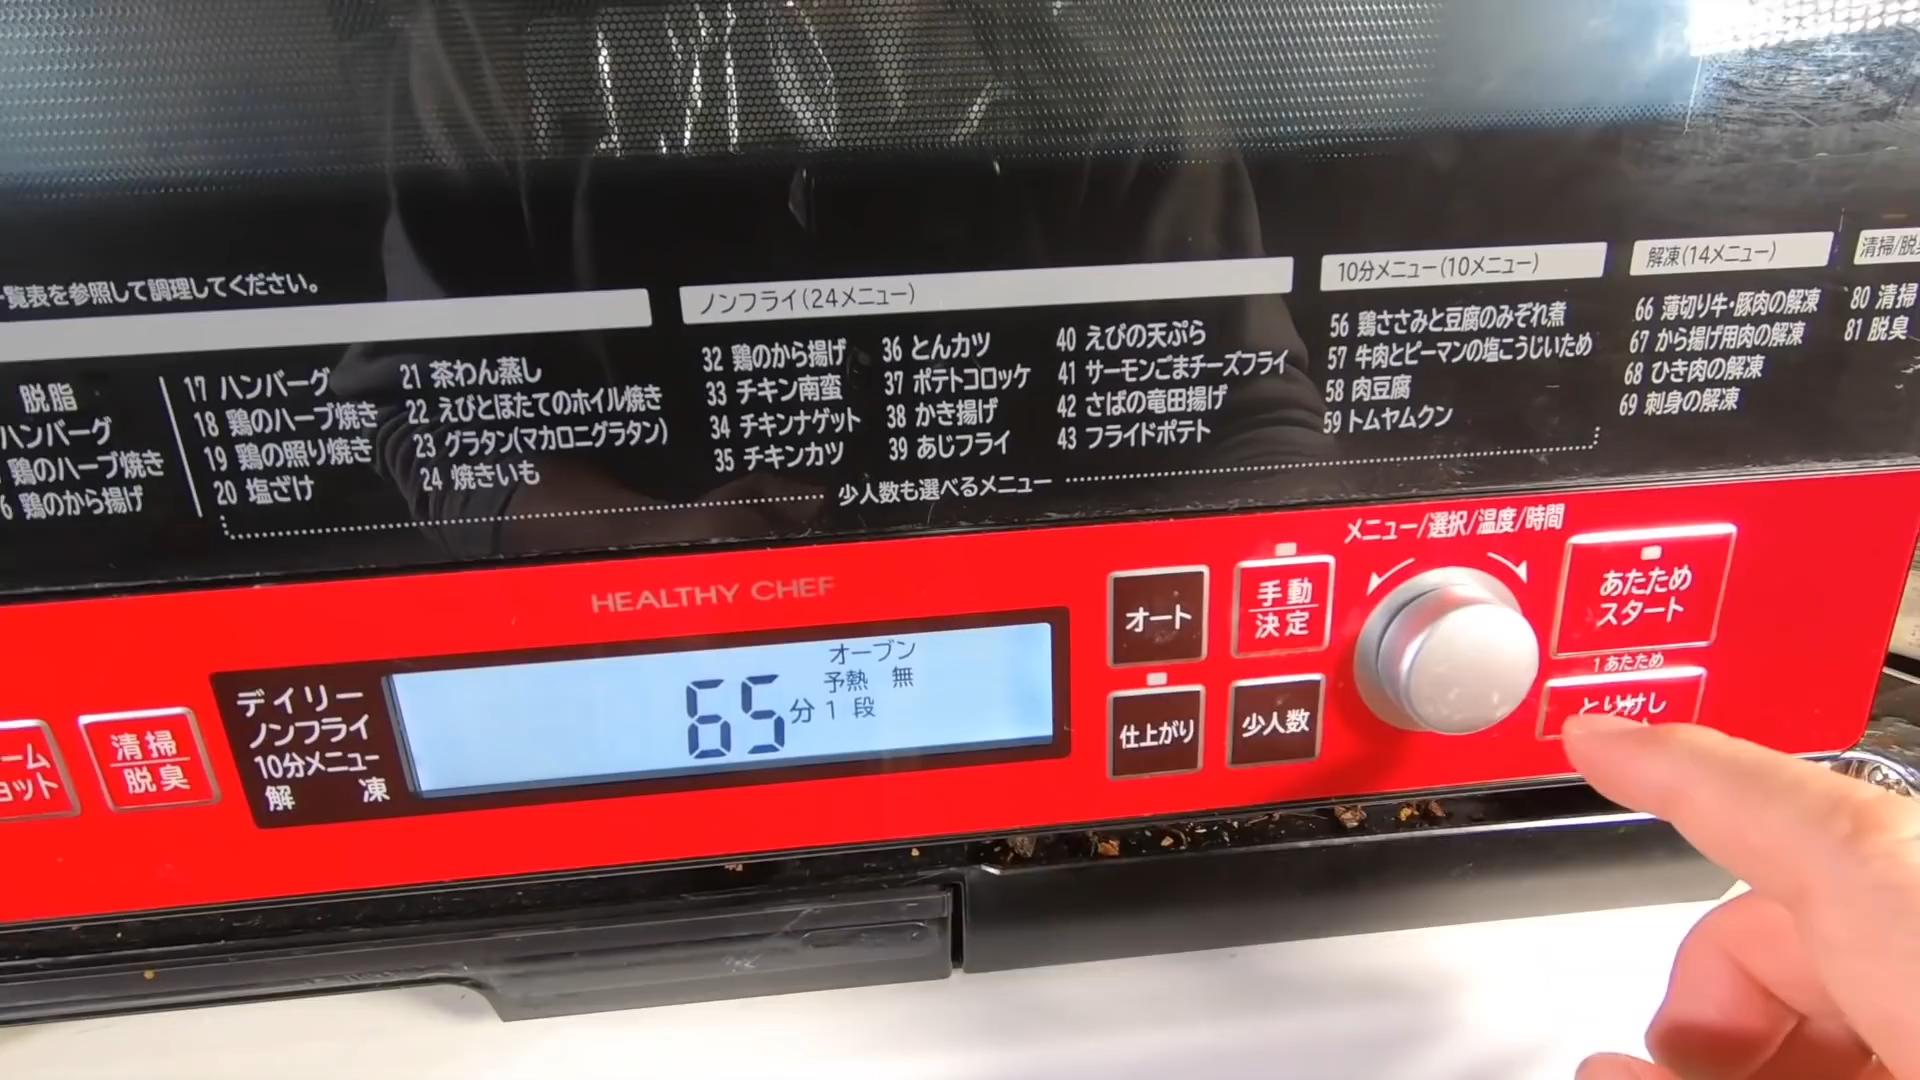 一覧表を参照して調理してください。
脱脂
ハンバーグ
鶏のハーブ焼き
6 鶏のから揚げ
17 ハンバーグ
18 鶏のハーブ焼き
19 鶏の照り焼き
20 塩ざけ
21 茶わん蒸し
22 えびとほたてのホイル焼き
23 グラタン(マカロニグラタン)
24 焼きいも
ノンフライ(24メニュー)
32 鶏のから揚げ
33 チキン南蛮
34 チキンナゲット
35 チキンカツ
36 とんカツ
37 ポテトコロッケ
38 かき揚げ
39 あじフライ
40 えびの天ぷら
41 サーモンごまチーズフライ
42 さばの竜田揚げ
43 フライドポテト
10分メニュー(10メニュー)
56 鶏ささみと豆腐のみぞれ煮
57 牛肉とピーマンの塩こうじいため
58 肉豆腐
59 トムヤムクン
少人数も選べるメニュー
解凍(14メニュー)
66 薄切り牛・豚肉の解凍
67 から揚げ用肉の解凍
68 ひき肉の解凍
69 刺身の解凍
清掃/脱臭
80 清掃
81 脱臭
HEALTHY CHEF
清掃
脱臭
デイリー
ノンフライ
10分メニュー
解凍
オーブン
予熱 無
65分 1 段
オート
手動
決定
仕上がり
少人数
メニュー/選択/温度/時間
あたため
スタート
1あたため
とりけし